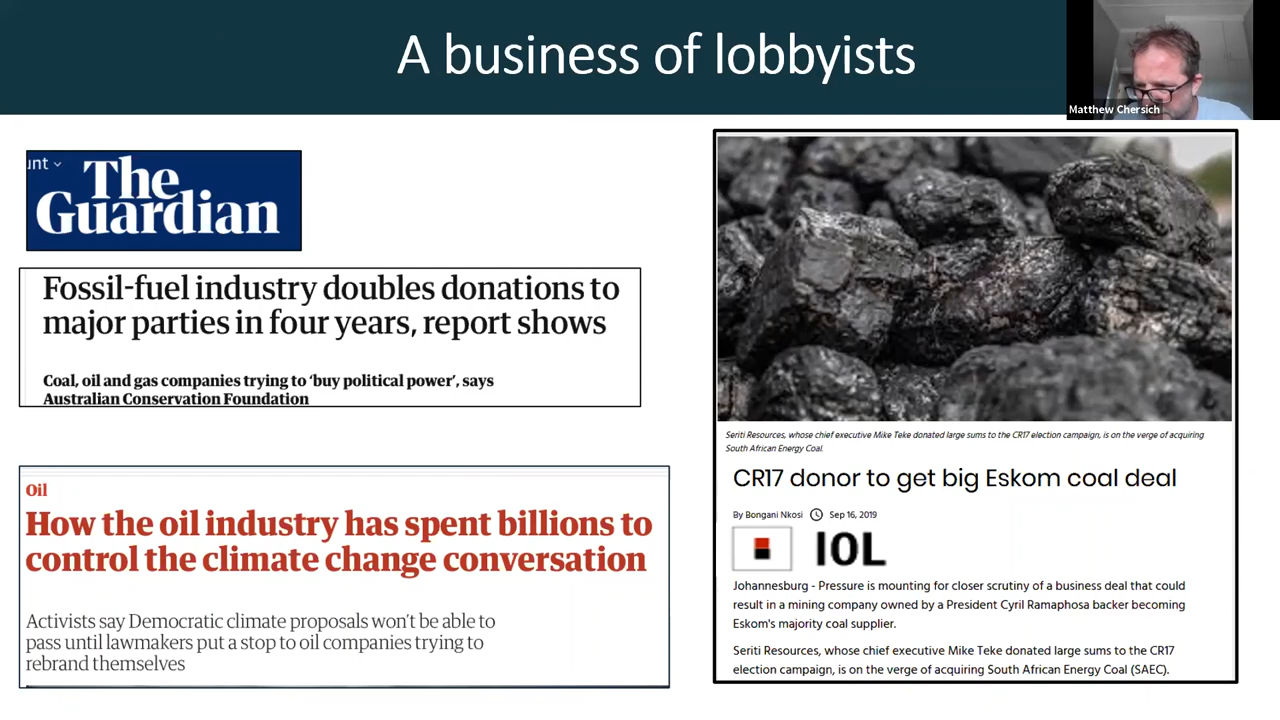 A business of lobbyists
Matthew Chersich
unt
The
Guardian
Fossil-fuel industry doubles donations to
major parties in four years, report shows
Coal, oil and gas companies trying to ‘buy political power’, says
Australian Conservation Foundation
Oil
How the oil industry has spent billions to
control the climate change conversation
Activists say Democratic climate proposals won’t be able to
pass until lawmakers put a stop to oil companies trying to
rebrand themselves
Seriti Resources, whose chief executive Mike Teke donated large sums to the CR17 election campaign, is on the verge of acquiring
South African Energy Coal.
CR17 donor to get big Eskom coal deal
By Bongani Nkosi Sep 16, 2019
IOL
Johannesburg - Pressure is mounting for closer scrutiny of a business deal that could
result in a mining company owned by a President Cyril Ramaphosa backer becoming
Eskom's majority coal supplier.
Seriti Resources, whose chief executive Mike Teke donated large sums to the CR17
election campaign, is on the verge of acquiring South African Energy Coal (SAEC).